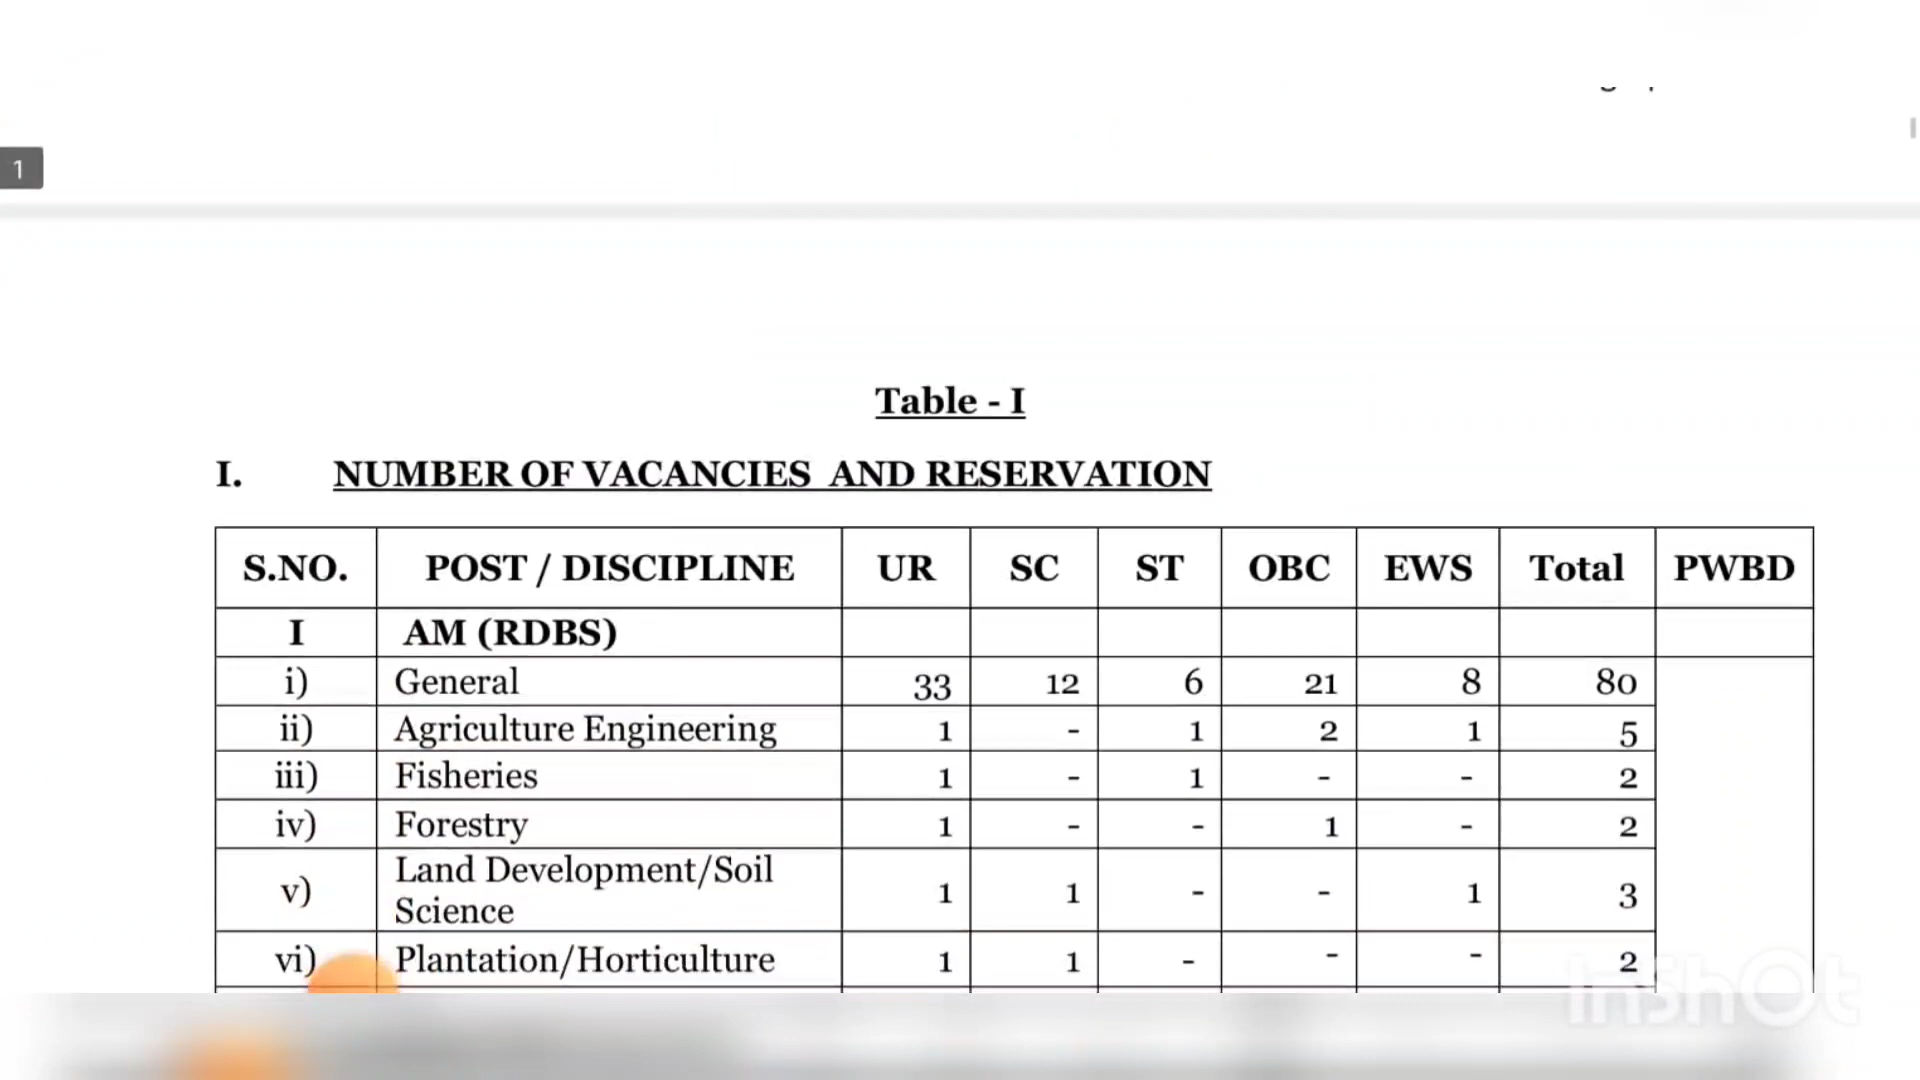 1
Table - I
I. NUMBER OF VACANCIES AND RESERVATION
S.NO. POST / DISCIPLINE UR SC ST OBC EWS Total PWBD
I AM (RDBS)
i) General 33 12 6 21 8 80
ii) Agriculture Engineering 1 - 1 2 1 5
iii) Fisheries 1 - 1 - - 2
iv) Forestry 1 - - 1 - 2
v) Land Development/Soil
Science 1 1 - - 1 3
vi) Plantation/Horticulture 1 1 - - - 2
InShOt